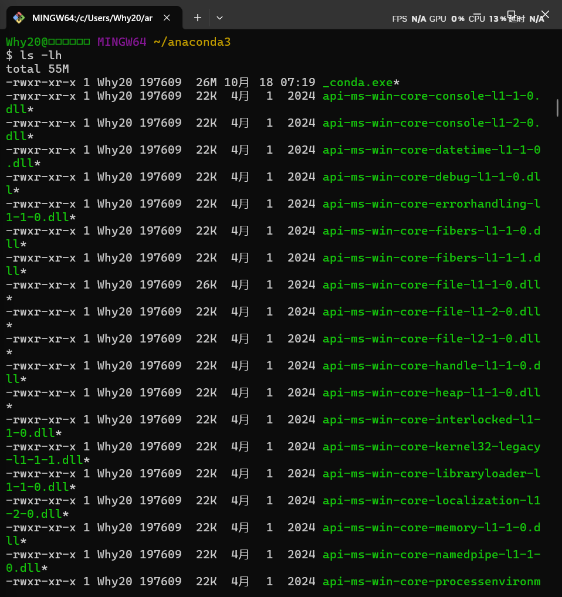 MINGW64:/c/Users/Why20/ar
FPS N/A GPU 0% CPU 13% 延时 N/A
Why20@□□□□□□ MINGW64 ~/anaconda3
$ ls -lh
total 55M
-rwxr-xr-x 1 Why20 197609  26M 10月  18 07:19 _conda.exe*
-rwxr-xr-x 1 Why20 197609  22K  4月   1  2024 api-ms-win-core-console-l1-1-0.
dll*
-rwxr-xr-x 1 Why20 197609  22K  4月   1  2024 api-ms-win-core-console-l1-2-0.
dll*
-rwxr-xr-x 1 Why20 197609  22K  4月   1  2024 api-ms-win-core-datetime-l1-1-0
.dll*
-rwxr-xr-x 1 Why20 197609  22K  4月   1  2024 api-ms-win-core-debug-l1-1-0.dl
l*
-rwxr-xr-x 1 Why20 197609  22K  4月   1  2024 api-ms-win-core-errorhandling-l
1-1-0.dll*
-rwxr-xr-x 1 Why20 197609  22K  4月   1  2024 api-ms-win-core-fibers-l1-1-0.d
ll*
-rwxr-xr-x 1 Why20 197609  22K  4月   1  2024 api-ms-win-core-fibers-l1-1-1.d
ll*
-rwxr-xr-x 1 Why20 197609  26K  4月   1  2024 api-ms-win-core-file-l1-1-0.dll
*
-rwxr-xr-x 1 Why20 197609  22K  4月   1  2024 api-ms-win-core-file-l1-2-0.dll
*
-rwxr-xr-x 1 Why20 197609  22K  4月   1  2024 api-ms-win-core-file-l2-1-0.dll
*
-rwxr-xr-x 1 Why20 197609  22K  4月   1  2024 api-ms-win-core-handle-l1-1-0.d
ll*
-rwxr-xr-x 1 Why20 197609  22K  4月   1  2024 api-ms-win-core-heap-l1-1-0.dll
*
-rwxr-xr-x 1 Why20 197609  22K  4月   1  2024 api-ms-win-core-interlocked-l1-
1-0.dll*
-rwxr-xr-x 1 Why20 197609  22K  4月   1  2024 api-ms-win-core-kernel32-legacy
-l1-1-1.dll*
-rwxr-xr-x 1 Why20 197609  22K  4月   1  2024 api-ms-win-core-libraryloader-l
1-1-0.dll*
-rwxr-xr-x 1 Why20 197609  22K  4月   1  2024 api-ms-win-core-localization-l1
-2-0.dll*
-rwxr-xr-x 1 Why20 197609  22K  4月   1  2024 api-ms-win-core-memory-l1-1-0.d
ll*
-rwxr-xr-x 1 Why20 197609  22K  4月   1  2024 api-ms-win-core-namedpipe-l1-1-
0.dll*
-rwxr-xr-x 1 Why20 197609  22K  4月   1  2024 api-ms-win-core-processenvironm